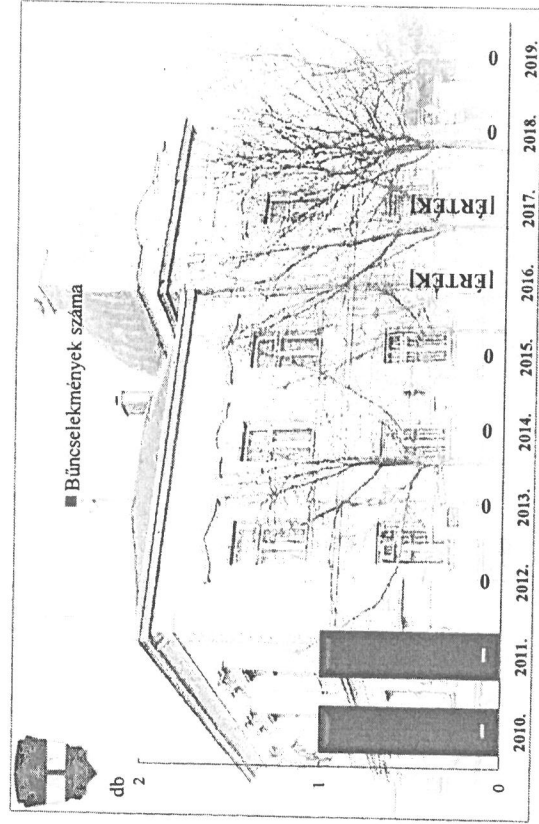 ■ Bűncselekmények száma
db
2
1
0
1 1 0 0 0 0 [ÉRTÉK] [ÉRTÉK] 0 0
2010. 2011. 2012. 2013. 2014. 2015. 2016. 2017. 2018. 2019.